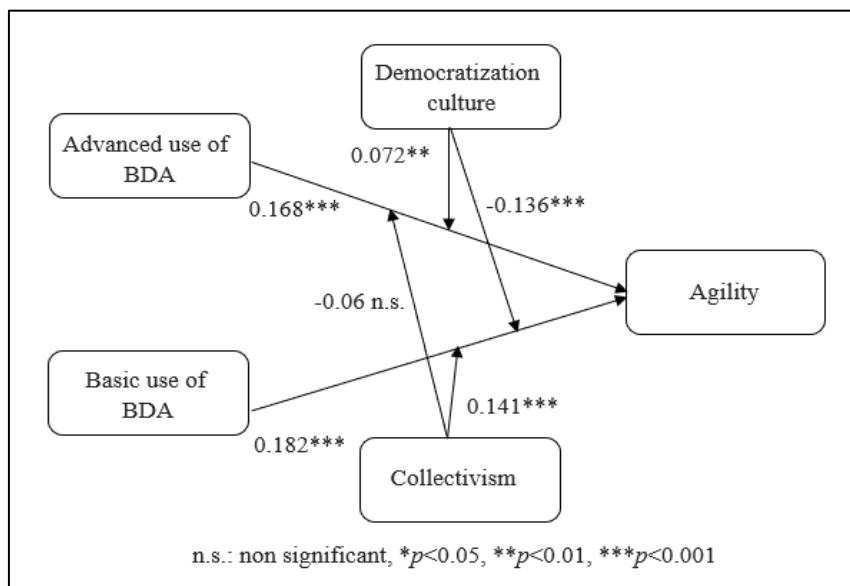 Democratization
culture
Advanced use of
BDA
0.072**
0.168***
-0.136***
Agility
-0.06 n.s.
Basic use of
BDA
0.141***
0.182***
Collectivism
n.s.: non significant, *p<0.05, **p<0.01, ***p<0.001